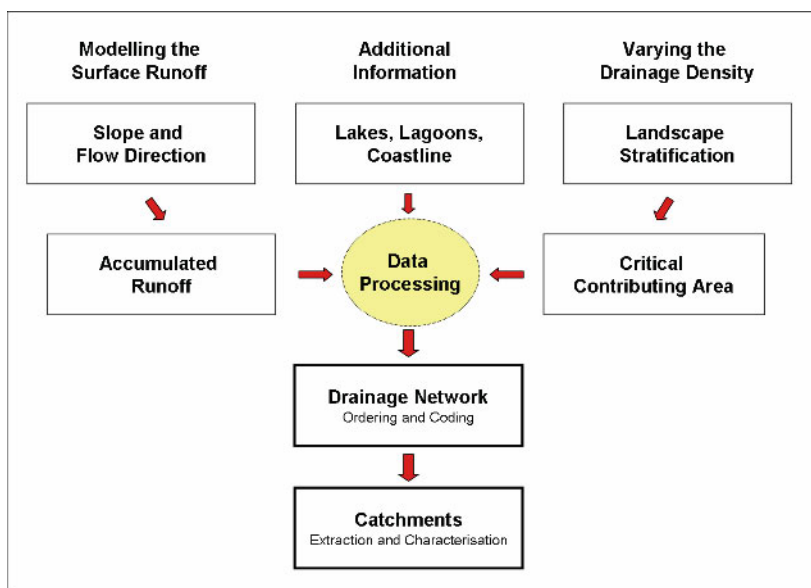 Modelling the
Surface Runoff
Additional
Information
Varying the
Drainage Density
Slope and
Flow Direction
Lakes, Lagoons,
Coastline
Landscape
Stratification
Accumulated
Runoff
Data
Processing
Critical
Contributing Area
Drainage Network
Ordering and Coding
Catchments
Extraction and Characterisation